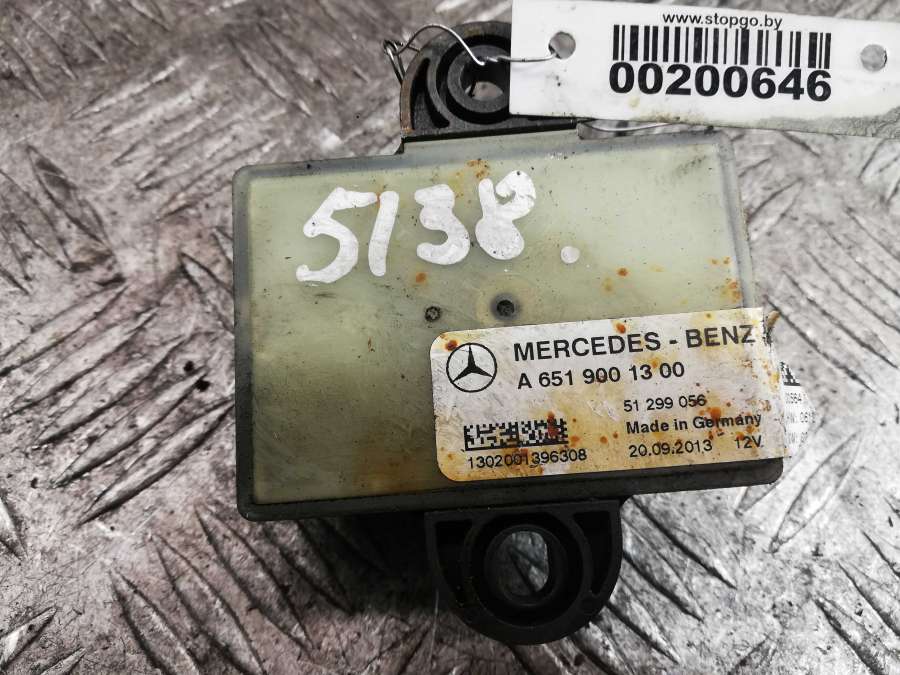 www.stopgo.by
00200646
5138.
MERCEDES - BENZ
A 651 900 13 00
51 299 056
Made in Germany
1302001396308
20.09.2013 12V